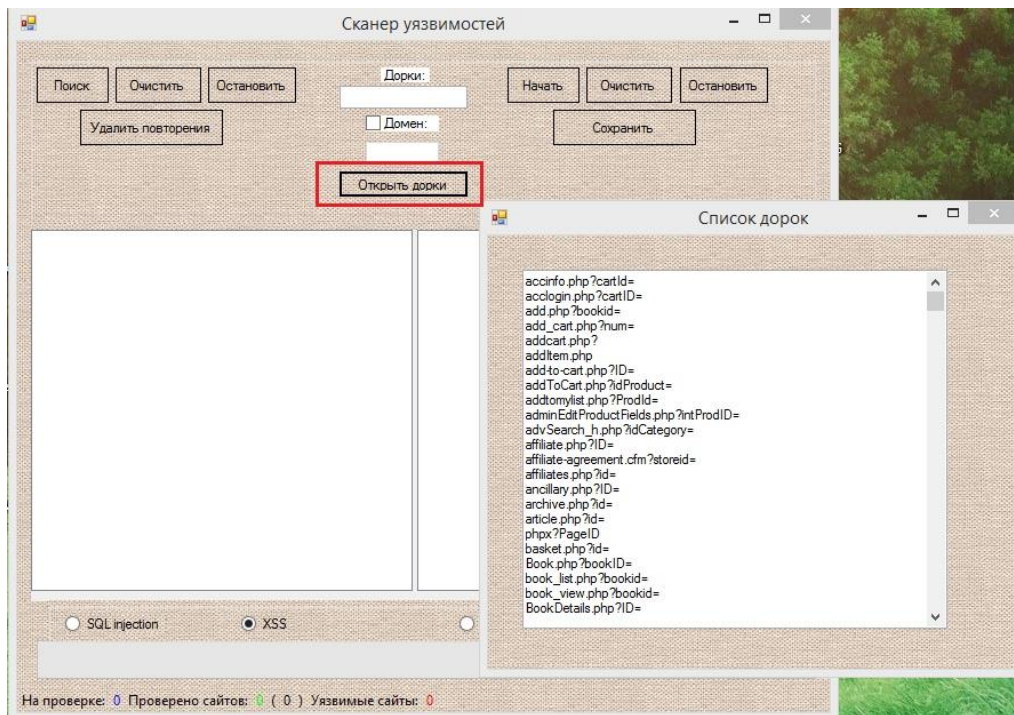 Сканер уязвимостей
Поиск
Очистить
Остановить
Удалить повторения
Дорки:
Домен:
Открыть дорки
Начать
Очистить
Остановить
Сохранить
Список дорок
accinfo.php?cartId=
acclogin.php?cartID=
add.php?bookid=
add_cart.php?num=
addcart.php?
addItem.php
add-to-cart.php?ID=
addToCart.php?idProduct=
addtomylist.php?ProdId=
adminEditProductFields.php?intProdID=
advSearch_h.php?idCategory=
affiliate.php?ID=
affiliate-agreement.cfm?storeid=
affiliates.php?id=
ancillary.php?ID=
archive.php?id=
article.php?id=
phpx?PageID
basket.php?id=
Book.php?bookID=
book_list.php?bookid=
book_view.php?bookid=
BookDetails.php?ID=
SQL injection
XSS
На проверке: 0 Проверено сайтов: 0 ( 0 ) Уязвимые сайты: 0